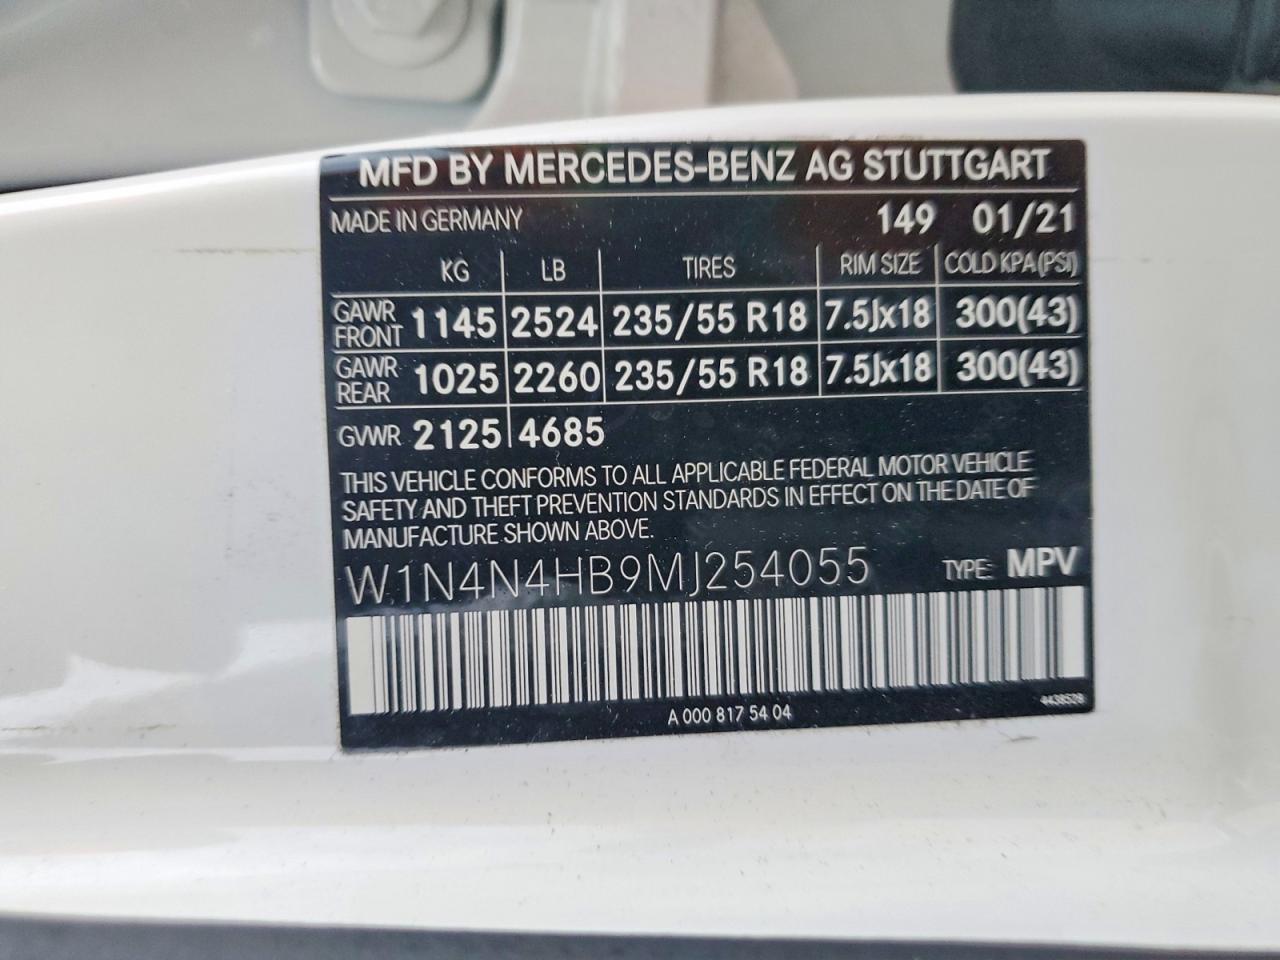 MFD BY MERCEDES-BENZ AG STUTTGART
MADE IN GERMANY 149 01/21
KG LB TIRES RIM SIZE COLD KPA(PSI)
GAWR FRONT 1145 2524 235/55 R18 7.5Jx18 300(43)
GAWR REAR 1025 2260 235/55 R18 7.5Jx18 300(43)
GVWR 2125 4685
THIS VEHICLE CONFORMS TO ALL APPLICABLE FEDERAL MOTOR VEHICLE
SAFETY AND THEFT PREVENTION STANDARDS IN EFFECT ON THE DATE OF
MANUFACTURE SHOWN ABOVE.
W1N4N4HB9MJ254055 TYPE: MPV
A 000 817 54 04
4438528